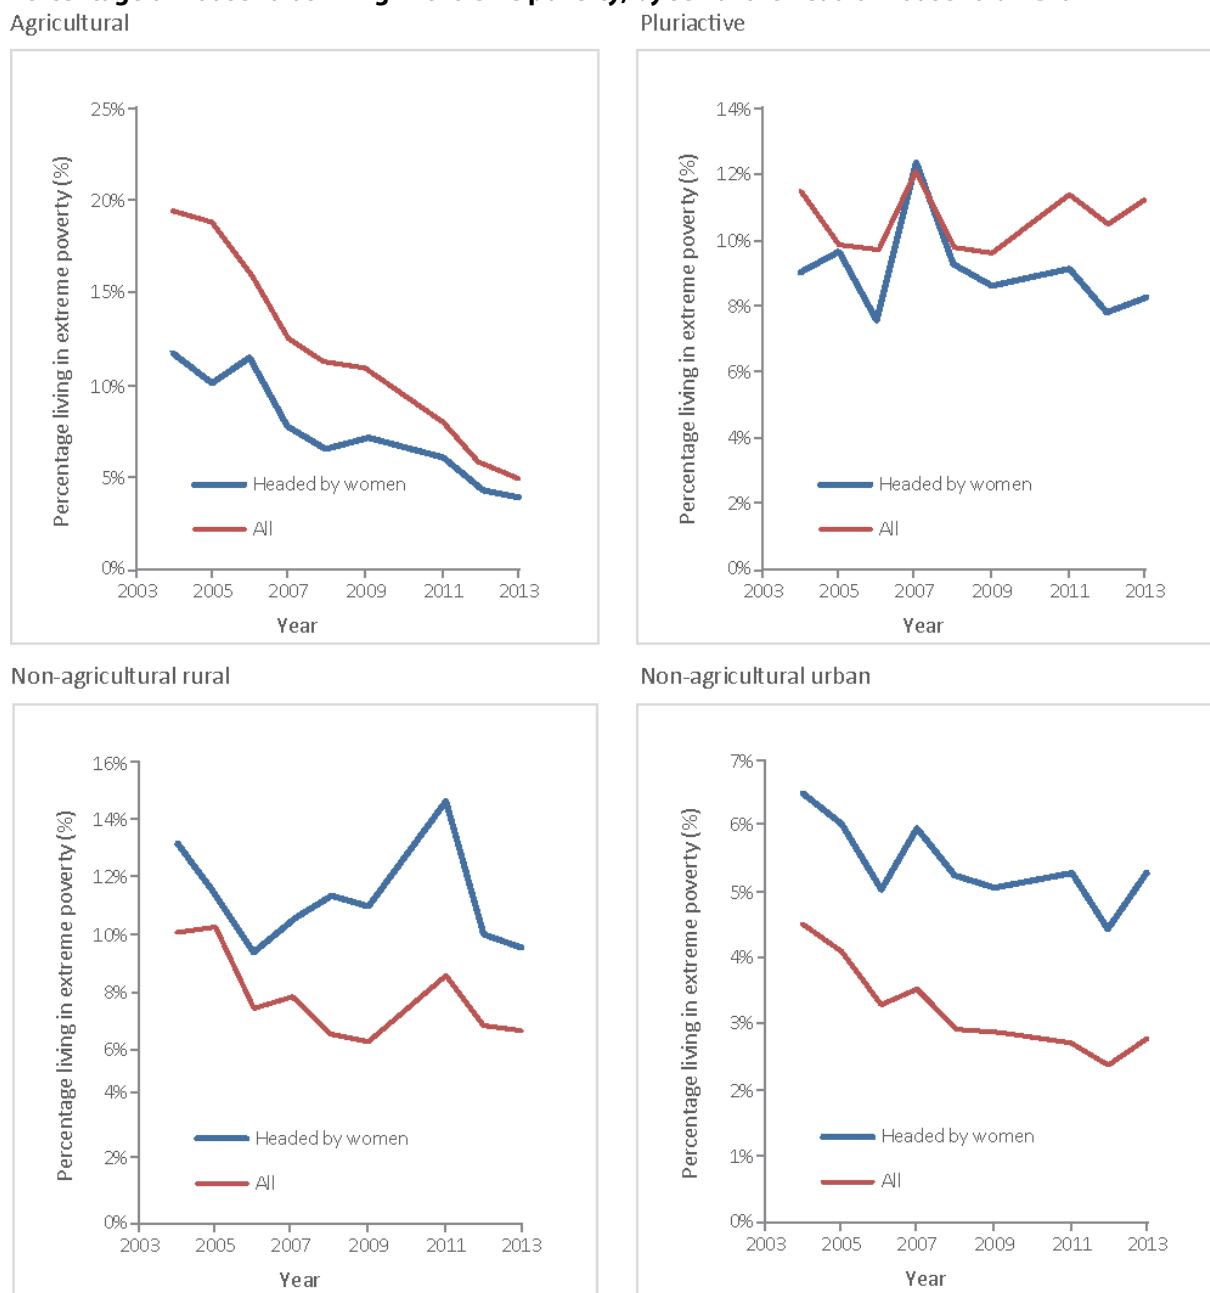 Agricultural
Pluriactive
Percentage living in extreme poverty (%)
25%
20%
15%
10%
5%
0%
Headed by women
All
2003 2005 2007 2009 2011 2013
Year
Percentage living in extreme poverty (%)
14%
12%
10%
8%
6%
4%
2%
0%
Headed by women
All
2003 2005 2007 2009 2011 2013
Year
Non-agricultural rural
Non-agricultural urban
Percentage living in extreme poverty (%)
16%
14%
12%
10%
8%
6%
4%
2%
0%
Headed by women
All
2003 2005 2007 2009 2011 2013
Year
Percentage living in extreme poverty (%)
7%
6%
5%
4%
3%
2%
1%
0%
Headed by women
All
2003 2005 2007 2009 2011 2013
Year